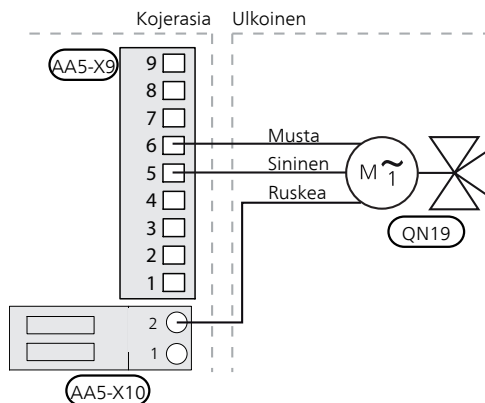 Kojerasia Ulkoinen
AA5-X9
9
8
7
6
5
4
3
2
1
Musta
Sininen
Ruskea
M ~ 1
QN19
2
1
AA5-X10